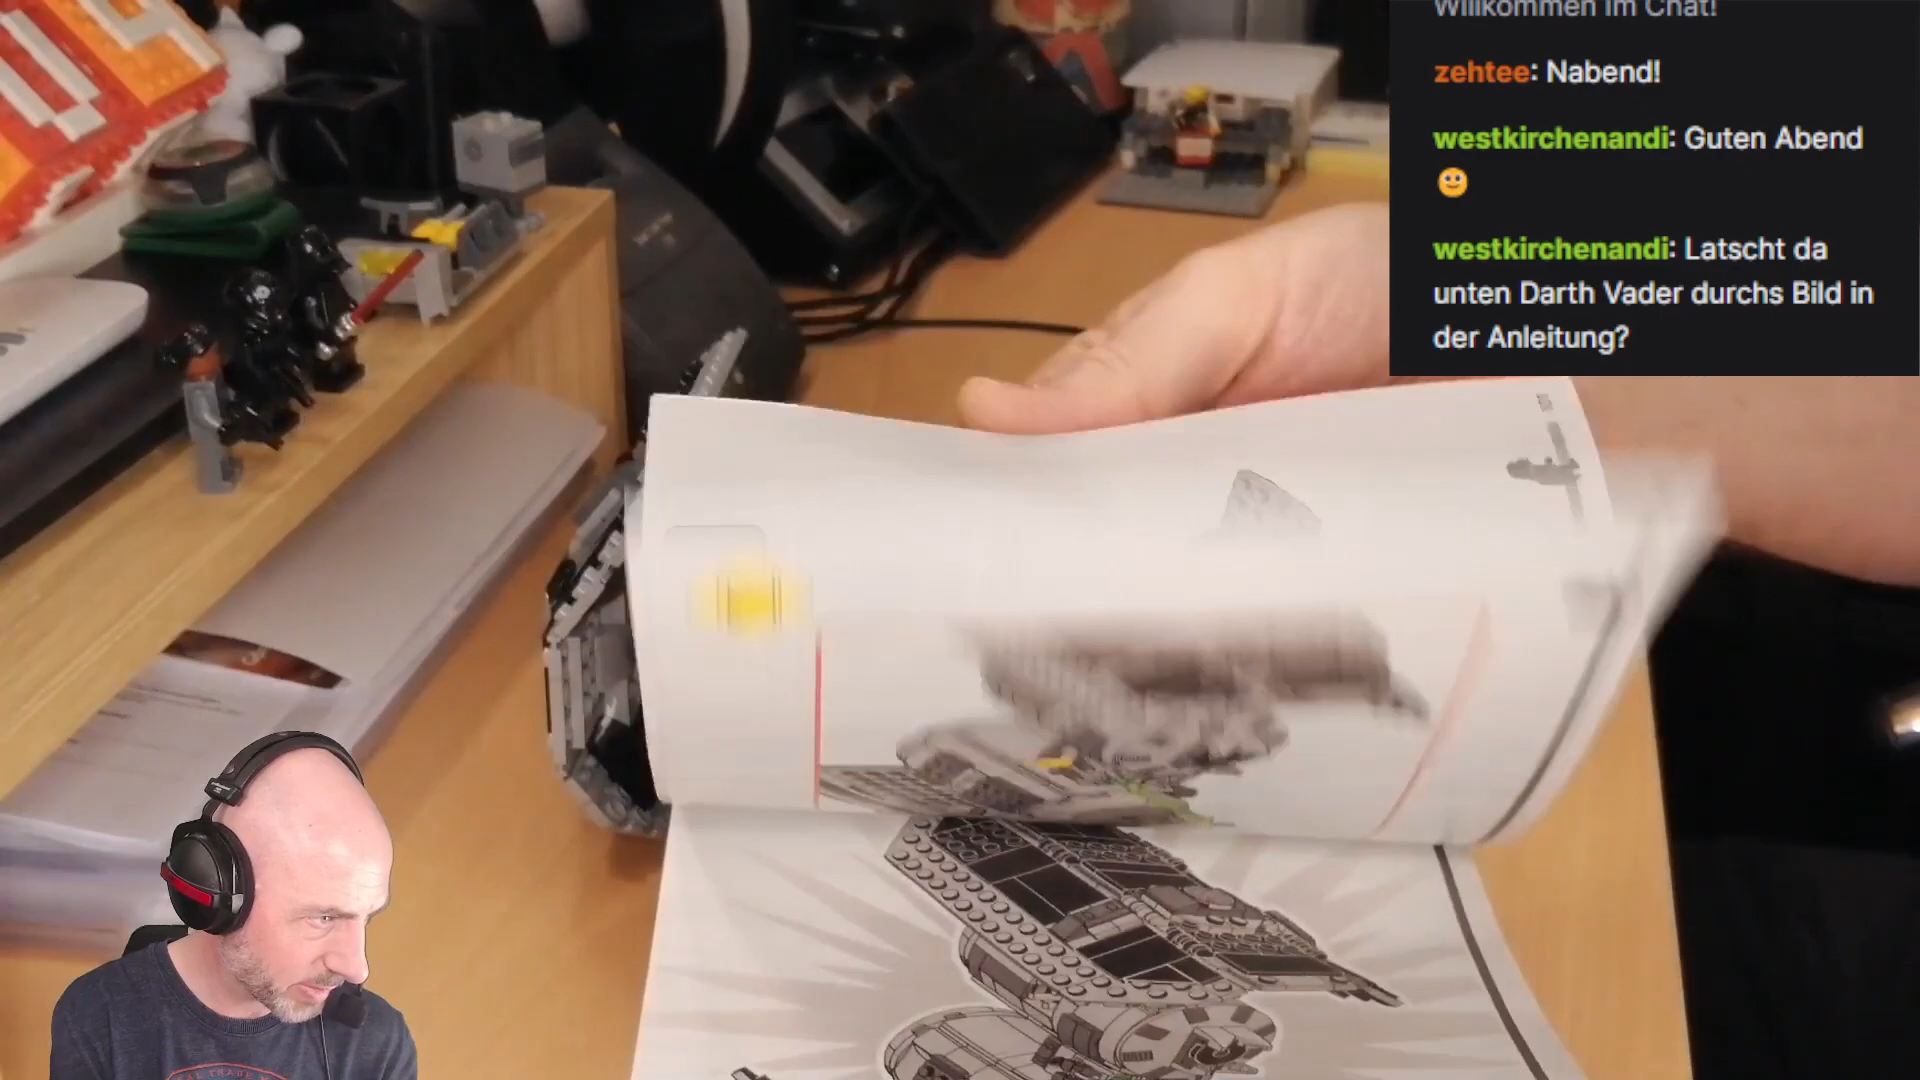 Willkommen im Chat!
zehtee: Nabend!
westkirchenandi: Guten Abend
🙂
westkirchenandi: Latscht da
unten Darth Vader durchs Bild in
der Anleitung?